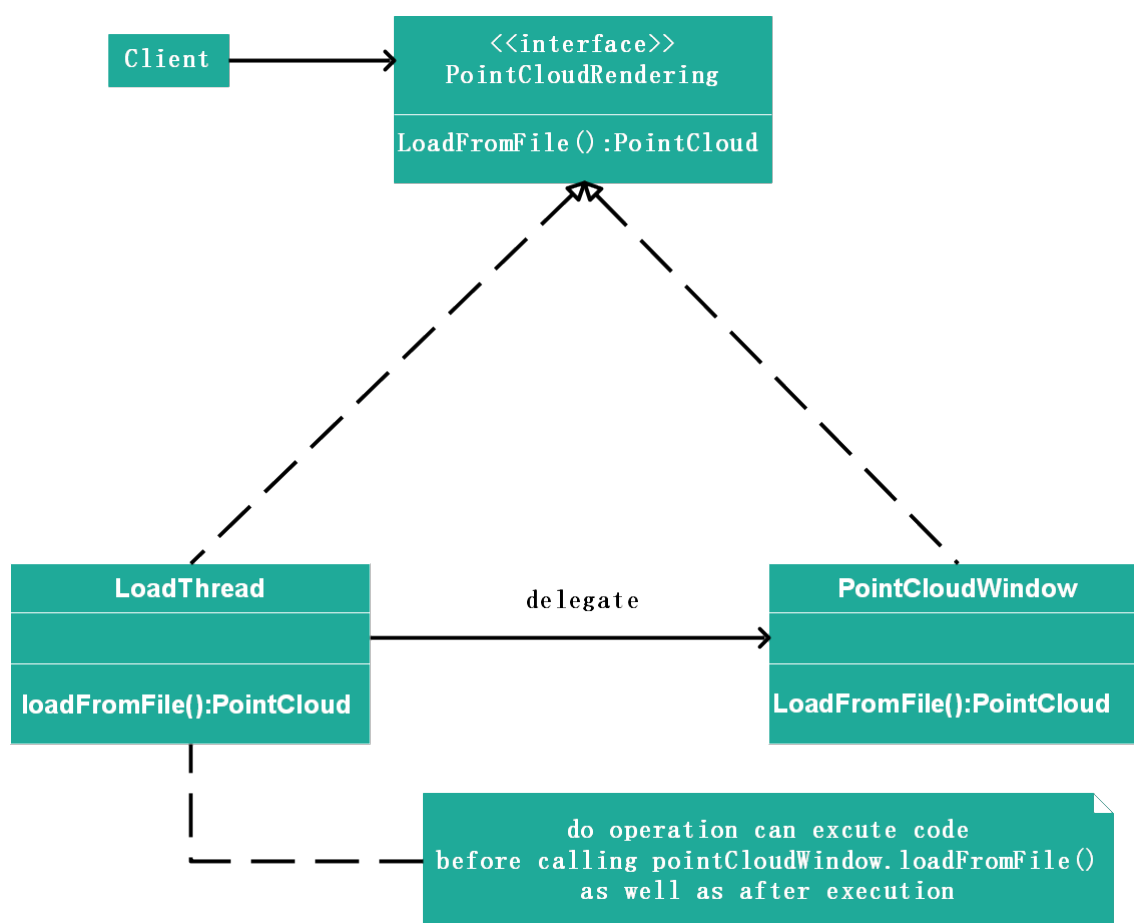 Client
<<interface>>
PointCloudRendering
LoadFromFile():PointCloud
LoadThread
loadFromFile():PointCloud
delegate
PointCloudWindow
LoadFromFile():PointCloud
do operation can excute code
before calling pointCloudWindow.loadFromFile()
as well as after execution